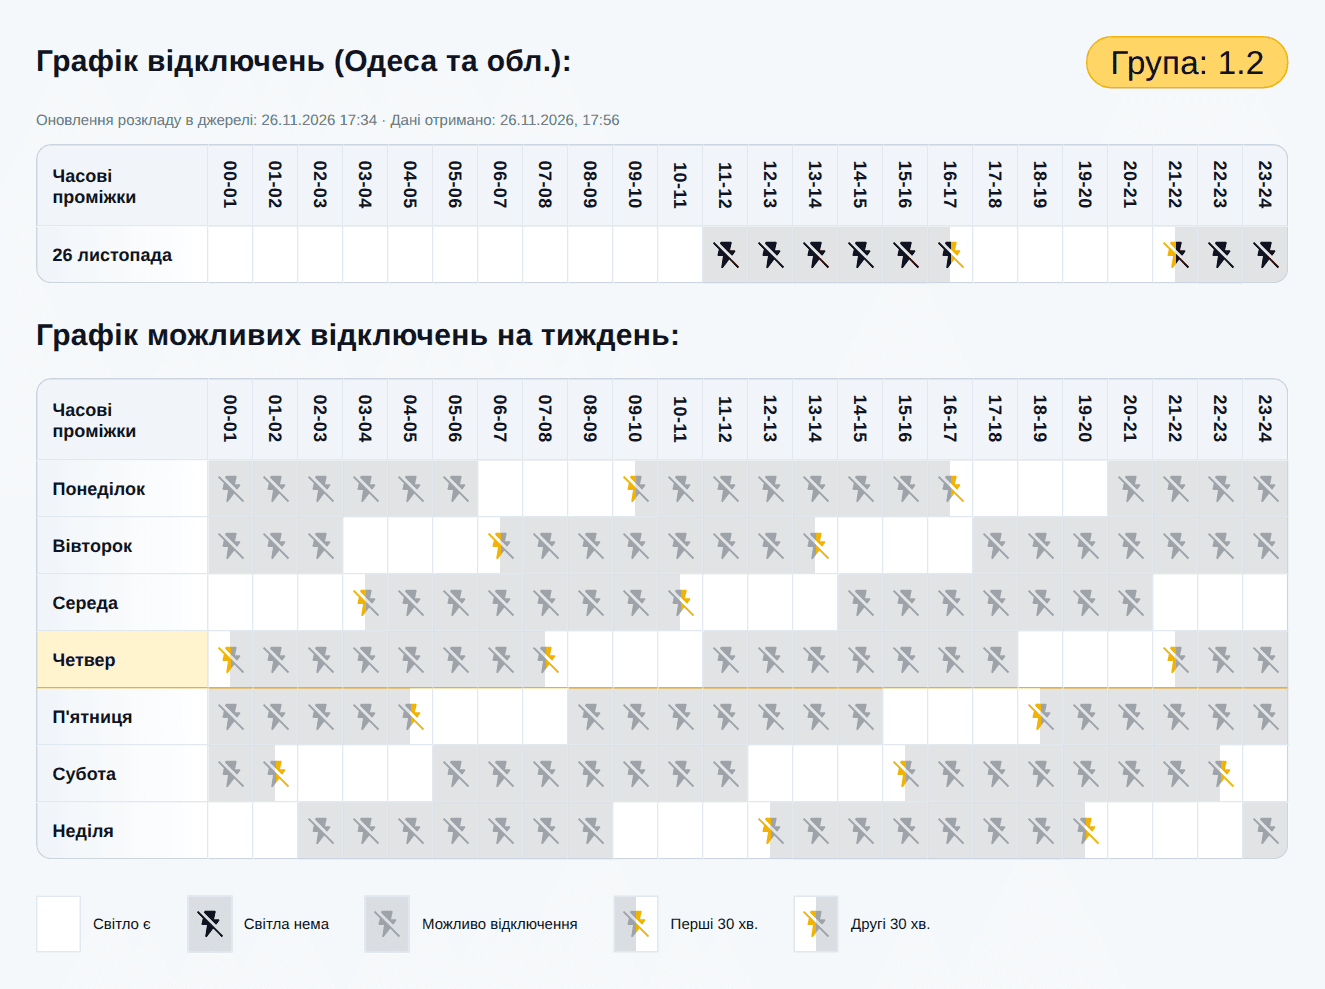 Графік відключень (Одеса та обл.):
Група: 1.2
Оновлення розкладу в джерелі: 26.11.2026 17:34 · Дані отримано: 26.11.2026, 17:56
Часові
проміжки
00-01 01-02 02-03 03-04 04-05 05-06 06-07 07-08 08-09 09-10 10-11 11-12 12-13 13-14 14-15 15-16 16-17 17-18 18-19 19-20 20-21 21-22 22-23 23-24
26 листопада
Графік можливих відключень на тиждень:
Часові
проміжки
00-01 01-02 02-03 03-04 04-05 05-06 06-07 07-08 08-09 09-10 10-11 11-12 12-13 13-14 14-15 15-16 16-17 17-18 18-19 19-20 20-21 21-22 22-23 23-24
Понеділок
Вівторок
Середа
Четвер
П'ятниця
Субота
Неділя
Світло є
Світла нема
Можливо відключення
Перші 30 хв.
Другі 30 хв.